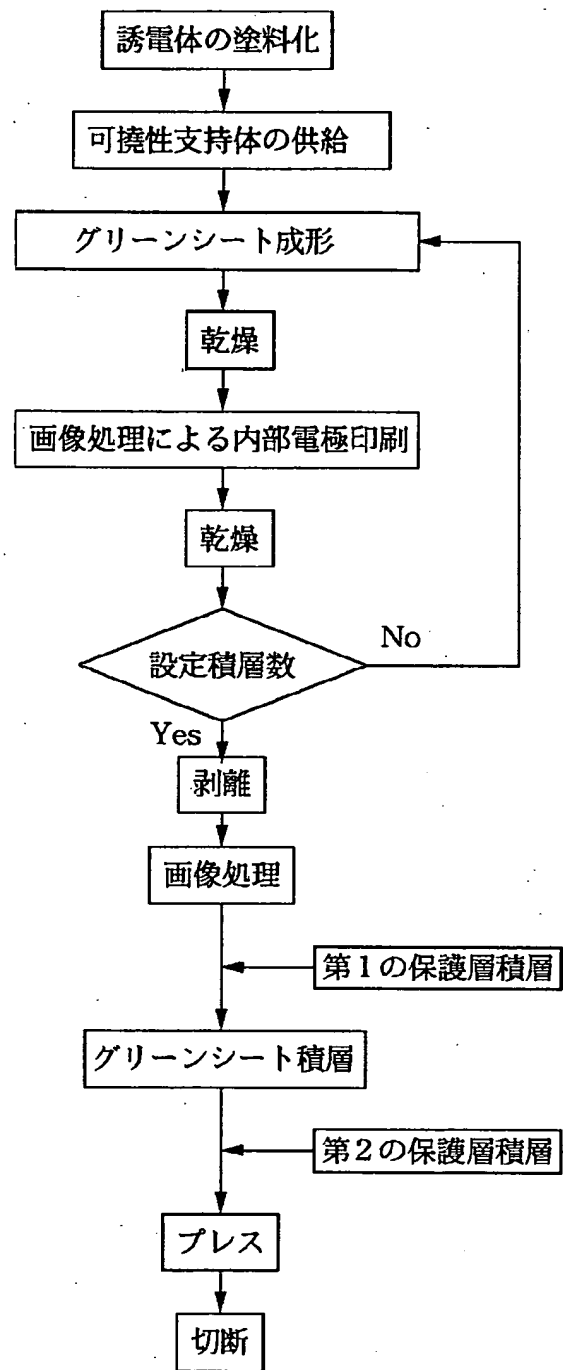 誘電体の塗料化
可撓性支持体の供給
グリーンシート成形
乾燥
画像処理による内部電極印刷
乾燥
設定積層数
No
Yes
剥離
画像処理
第1の保護層積層
グリーンシート積層
第2の保護層積層
プレス
切断